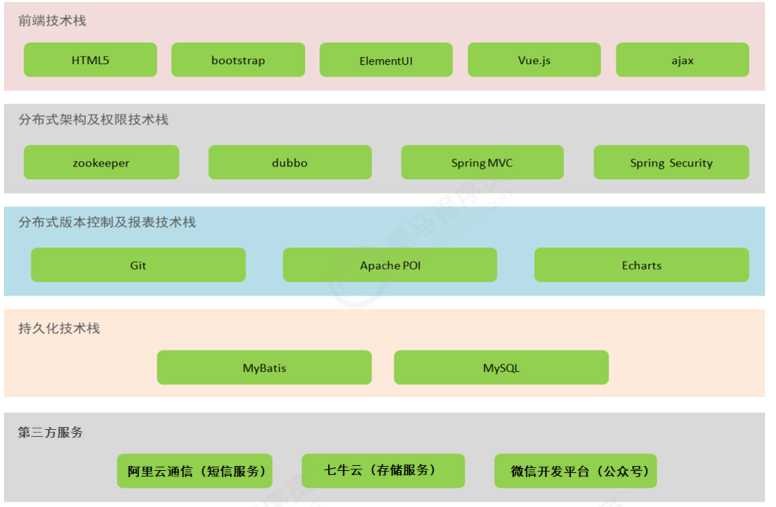 前端技术栈
HTML5 bootstrap ElementUI Vue.js ajax
分布式架构及权限技术栈
zookeeper dubbo Spring MVC Spring Security
分布式版本控制及报表技术栈
Git Apache POI Echarts
持久化技术栈
MyBatis MySQL
第三方服务
阿里云通信（短信服务） 七牛云（存储服务） 微信开发平台（公众号）